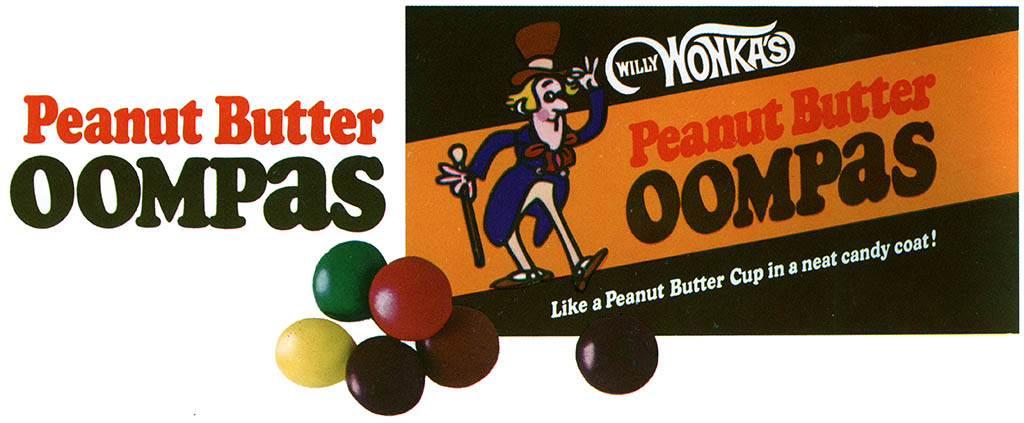 Peanut Butter
OOMPas
WILLY WONKA'S
Peanut Butter
OOMPas
Like a Peanut Butter Cup in a neat candy coat!